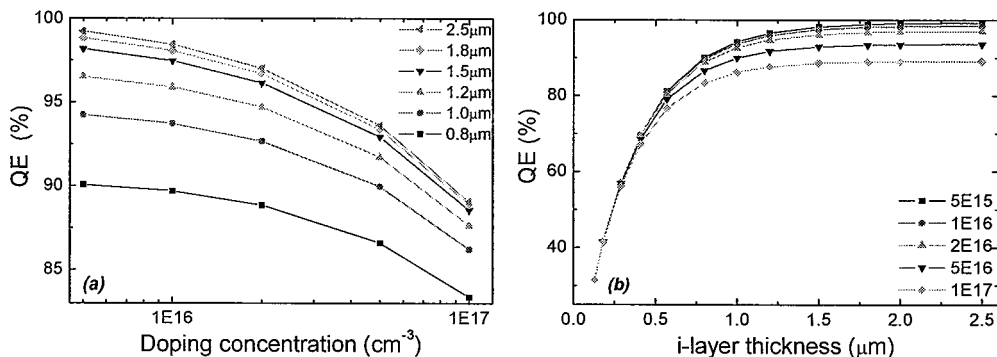 100
95
90
85
QE (%)
2.5μm
1.8μm
1.5μm
1.2μm
1.0μm
0.8μm
(a)
1E16
1E17
Doping concentration (cm⁻³)
100
80
60
40
QE (%)
5E15
1E16
2E16
5E16
1E17
(b)
0.0
0.5
1.0
1.5
2.0
2.5
i-layer thickness (μm)